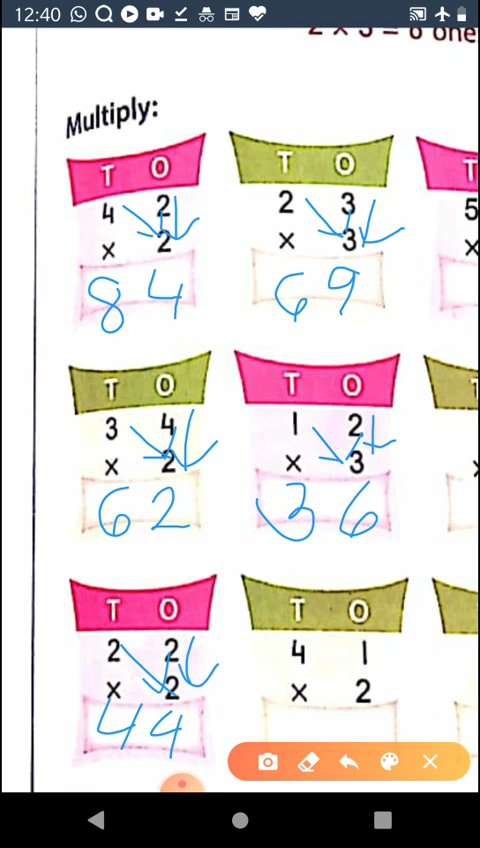 12:40
Multiply:
T O T O T
4 2 2 3 5
× 2 × 3 ×
84 69
T O T O
3 4 1 2
× 2 × 3
62 36
T O T O
2 2 4 1
× 2 × 2
44